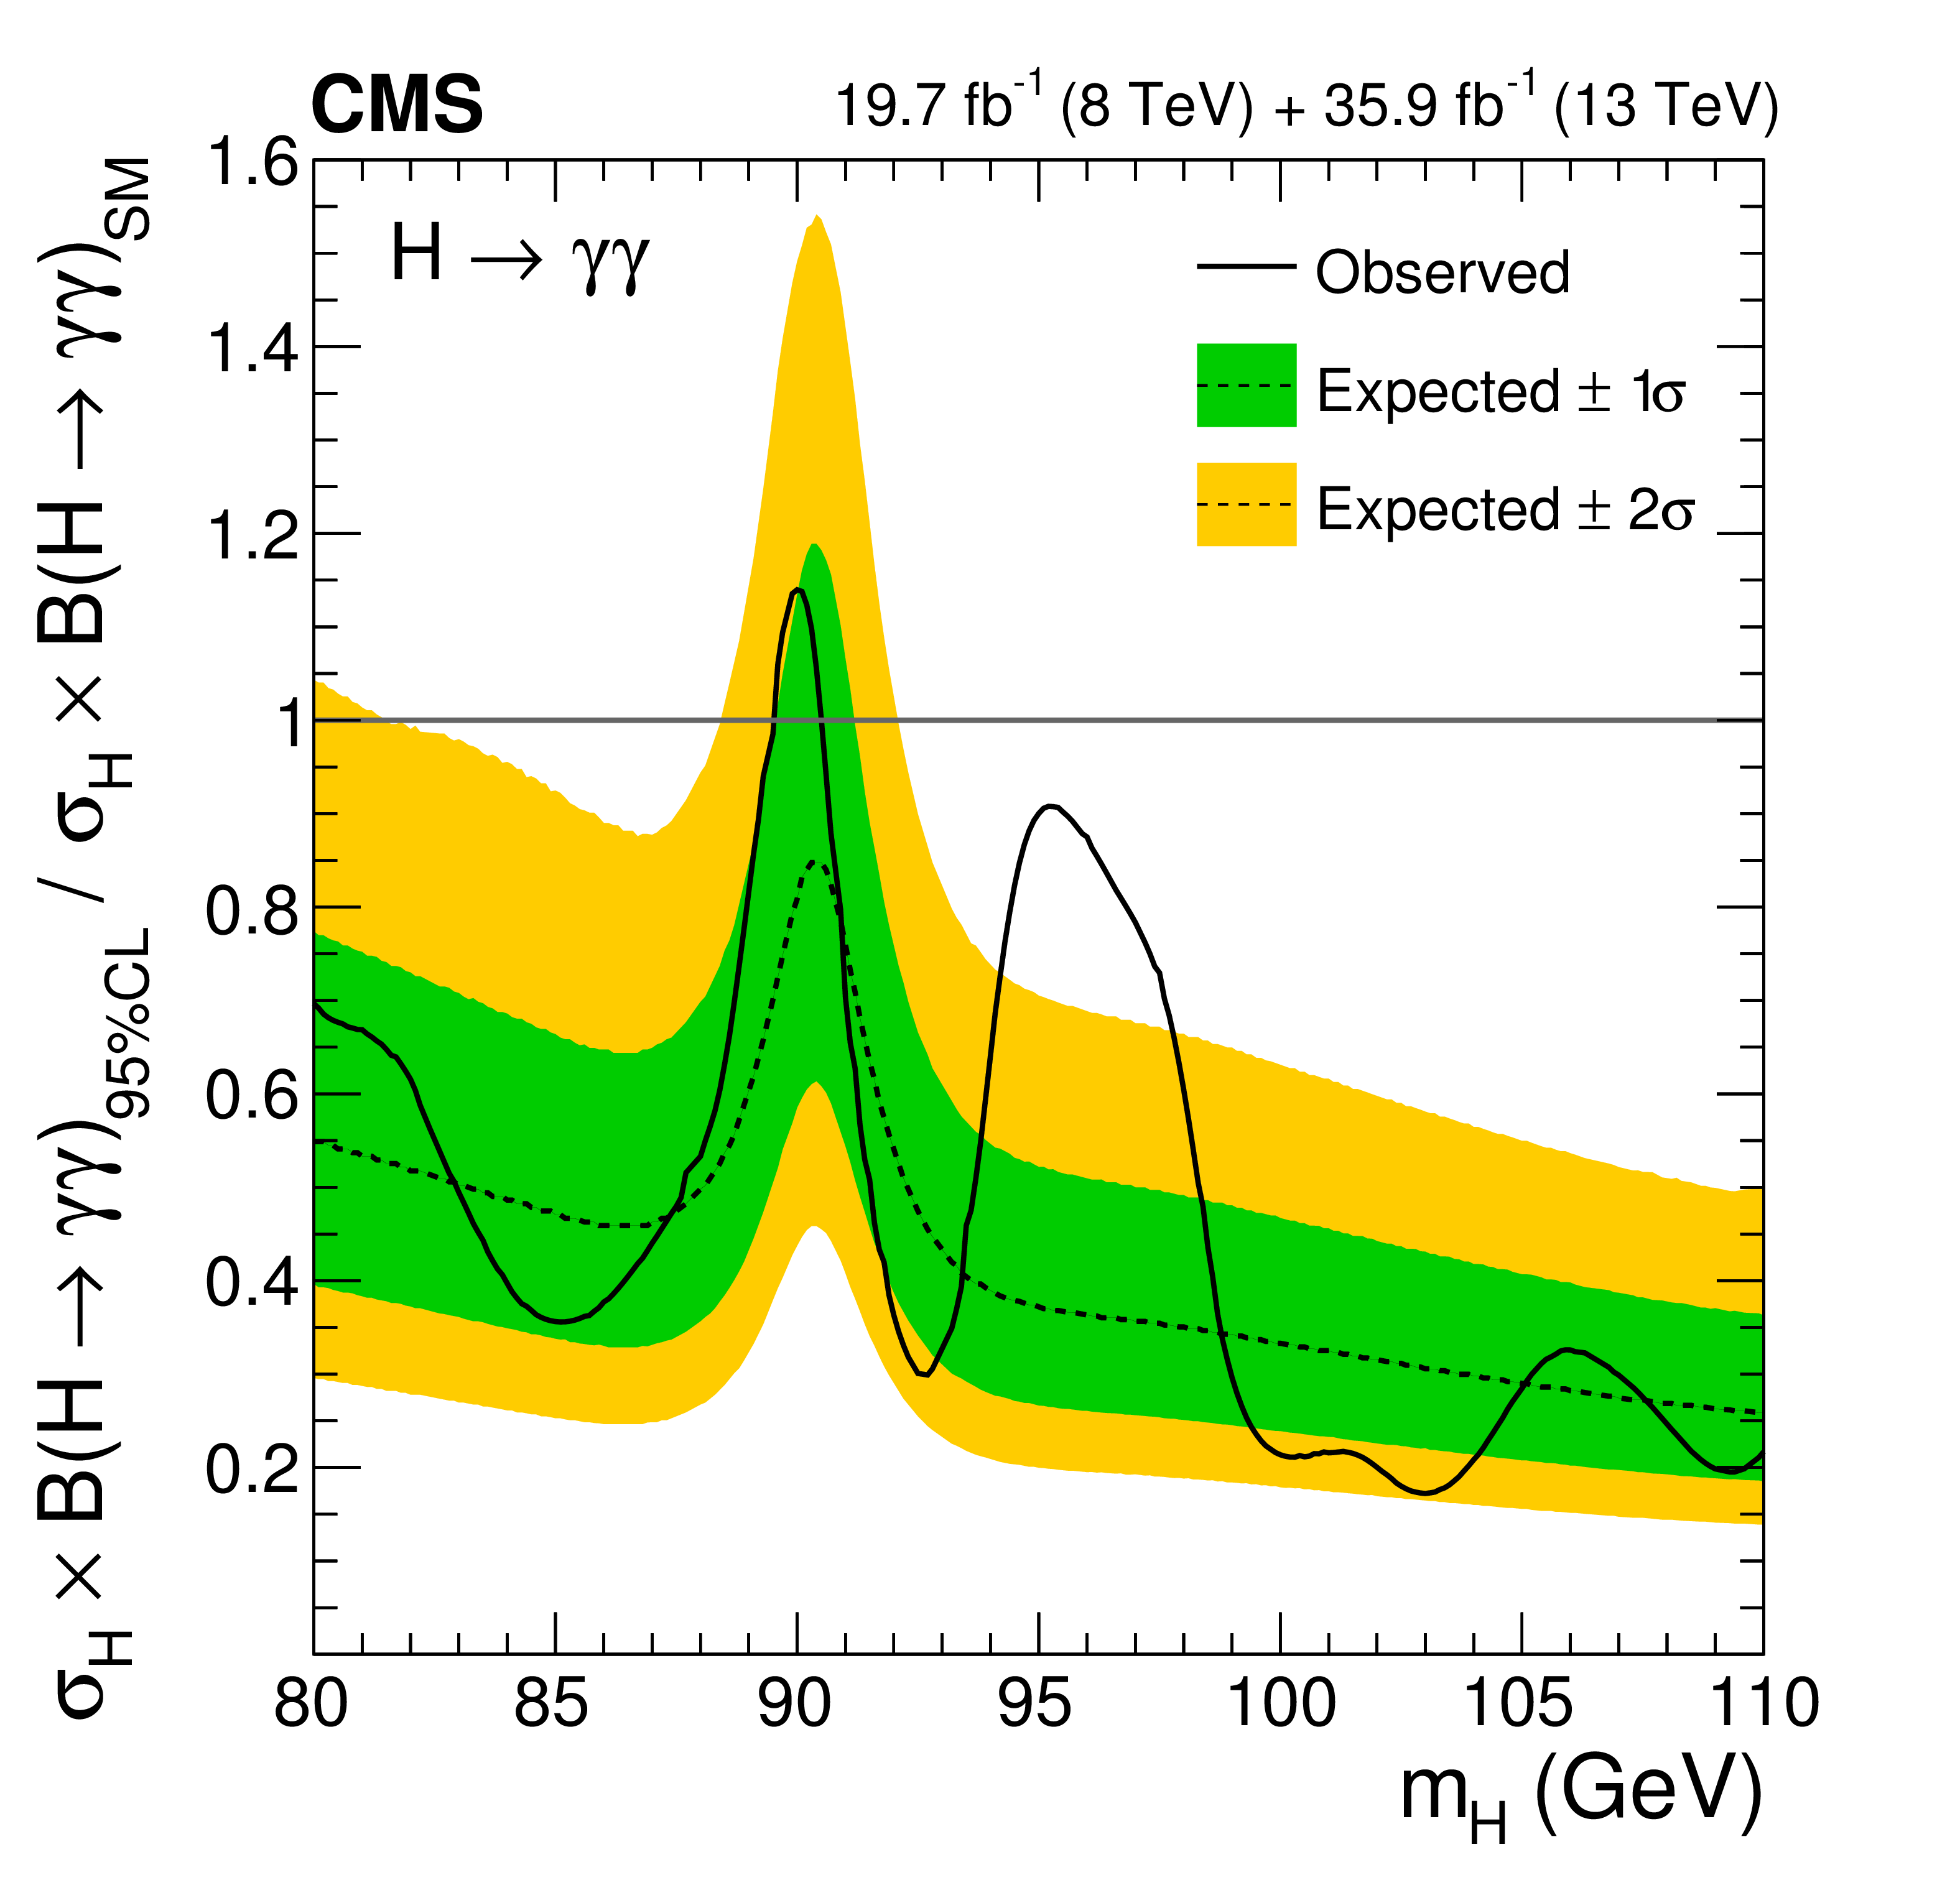 CMS
19.7 fb⁻¹ (8 TeV) + 35.9 fb⁻¹ (13 TeV)
σH × B(H → γγ)95%CL / σH × B(H → γγ)SM
H → γγ
Observed
Expected ± 1σ
Expected ± 2σ
1.6
1.4
1.2
1
0.8
0.6
0.4
0.2
80 85 90 95 100 105 110
mH (GeV)